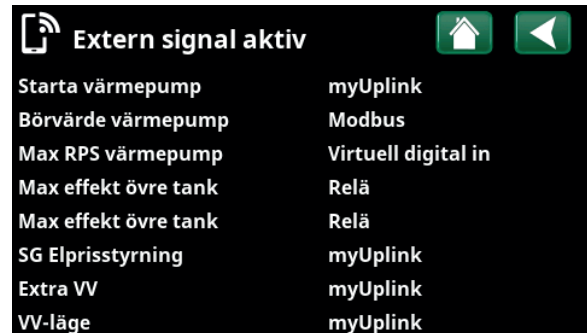 Extern signal aktiv
Starta värmepump myUplink
Börvärde värmepump Modbus
Max RPS värmepump Virtuell digital in
Max effekt övre tank Relä
Max effekt övre tank Relä
SG Elprisstyrning myUplink
Extra VV myUplink
VV-läge myUplink